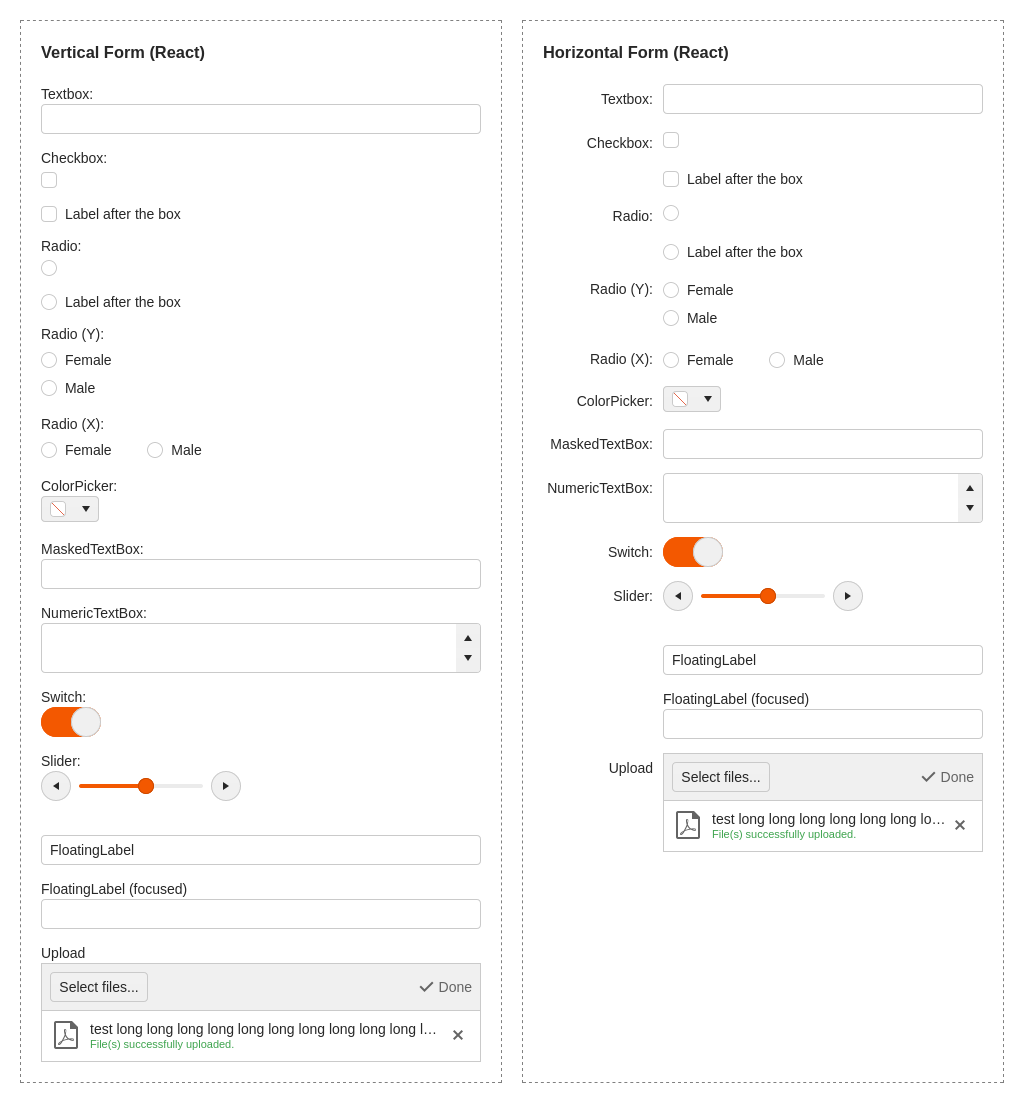 Vertical Form (React)
Textbox:
Checkbox:
Label after the box
Radio:
Label after the box
Radio (Y):
Female
Male
Radio (X):
Female Male
ColorPicker:
MaskedTextBox:
NumericTextBox:
Switch:
Slider:
FloatingLabel
FloatingLabel (focused)
Upload
Select files... Done
test long long long long long long long long long long l…
File(s) successfully uploaded.
Horizontal Form (React)
Textbox:
Checkbox:
Label after the box
Radio:
Label after the box
Radio (Y): Female
Male
Radio (X): Female Male
ColorPicker:
MaskedTextBox:
NumericTextBox:
Switch:
Slider:
FloatingLabel
FloatingLabel (focused)
Upload Select files... Done
test long long long long long long lo…
File(s) successfully uploaded.